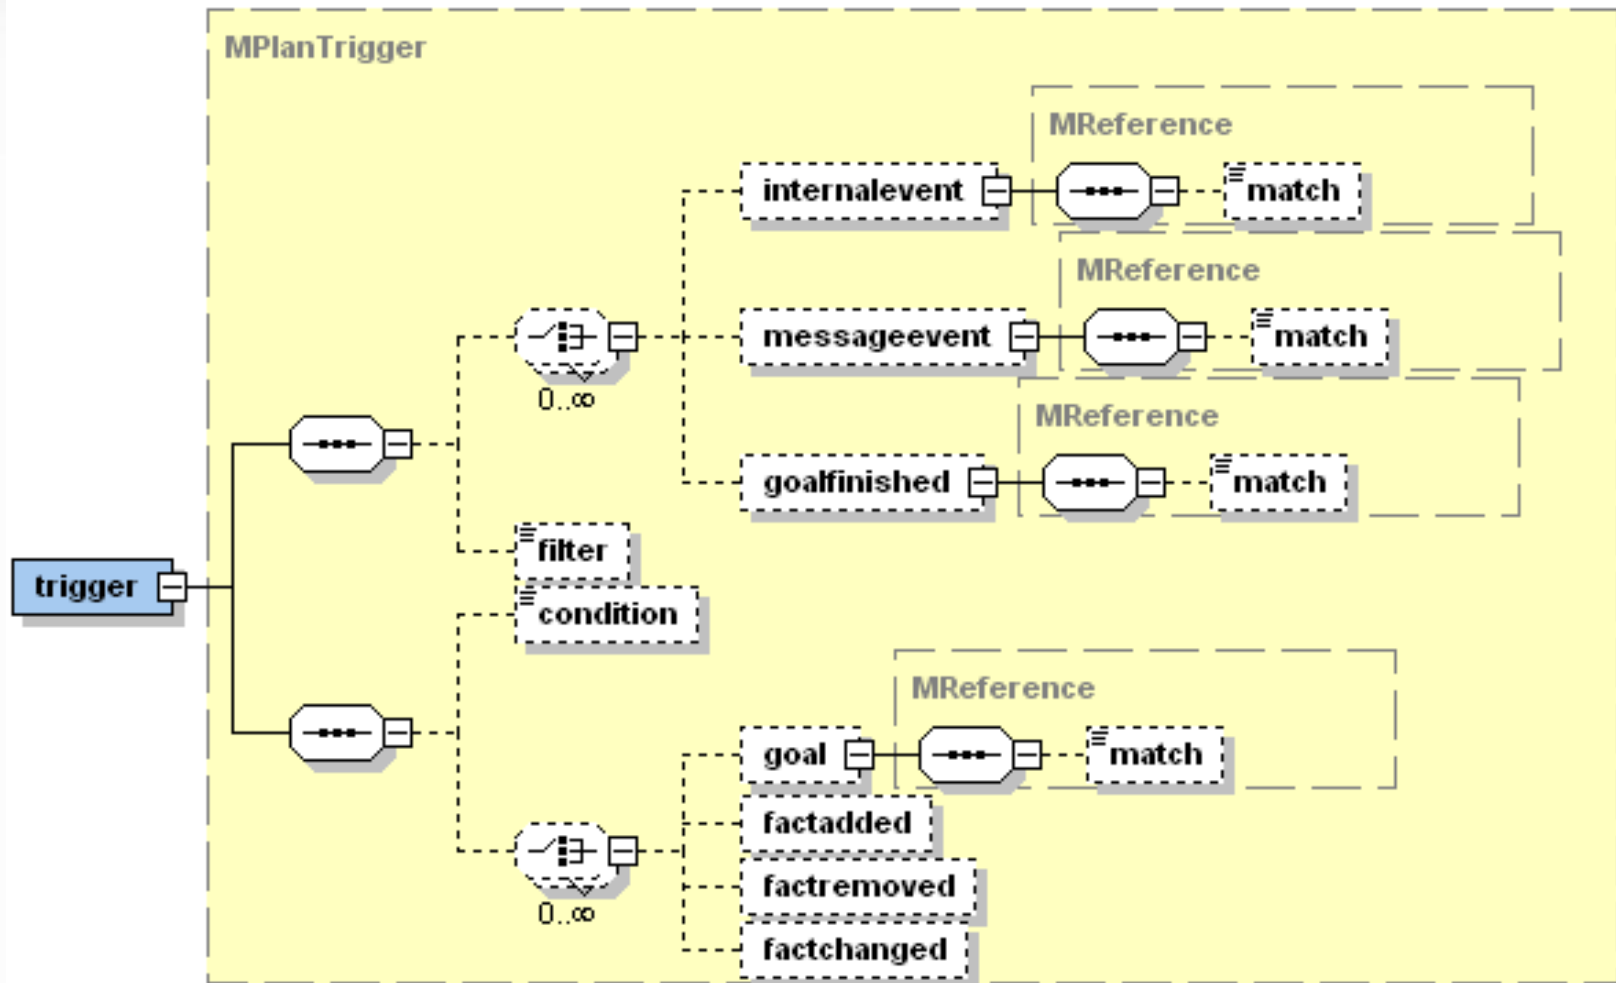 MPlanTrigger
MReference
internalevent
match
MReference
messageevent
match
0..∞
MReference
goalfinished
match
filter
trigger
condition
MReference
goal
match
factadded
factremoved
0..∞
factchanged